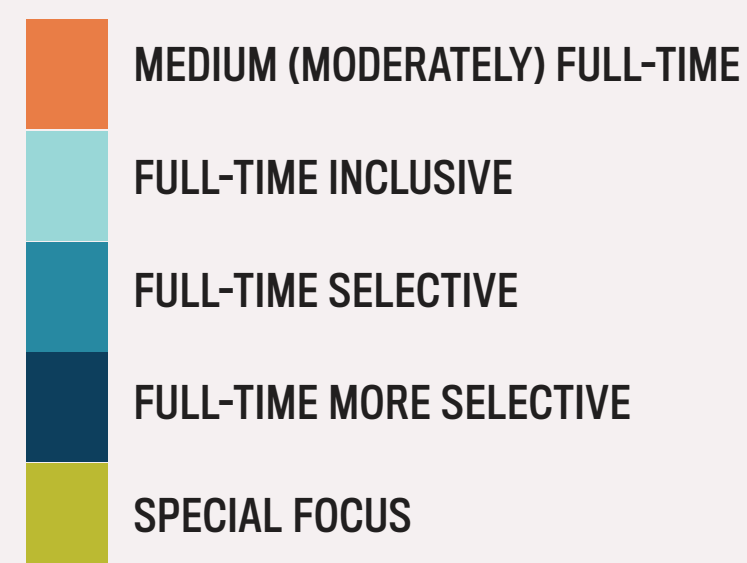 MEDIUM (MODERATELY) FULL-TIME
FULL-TIME INCLUSIVE
FULL-TIME SELECTIVE
FULL-TIME MORE SELECTIVE
SPECIAL FOCUS